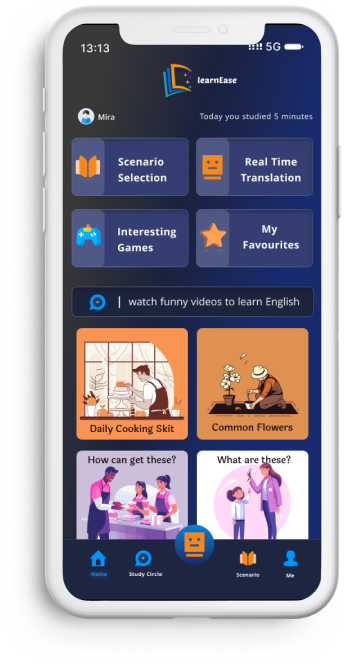 13:13
5G
learnEase
Mira
Today you studied 5 minutes
Scenario
Selection
Real Time
Translation
Interesting
Games
My
Favourites
| watch funny videos to learn English
Daily Cooking Skit
Common Flowers
How can get these?
What are these?
Home
Study Circle
Scenario
Me